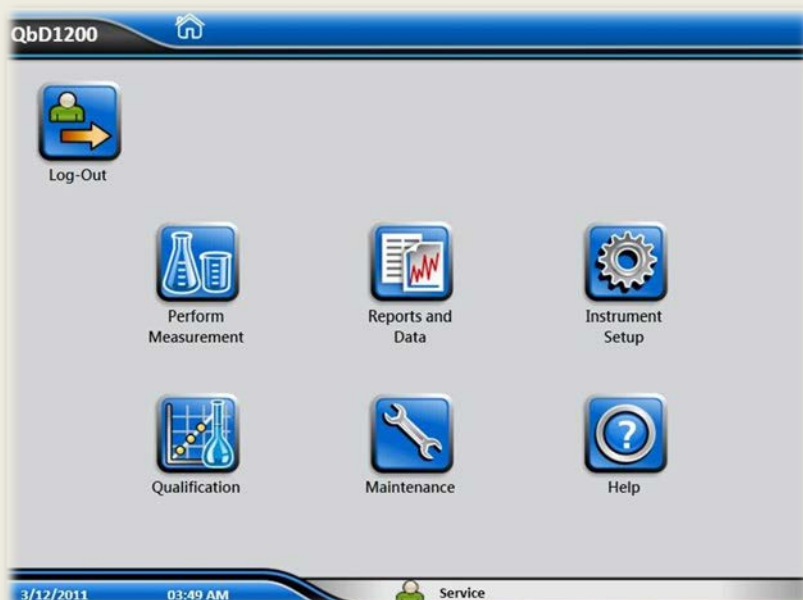 QbD1200
Log-Out
Perform
Measurement
Reports and
Data
Instrument
Setup
Qualification
Maintenance
?
Help
3/12/2011
03:49 AM
Service